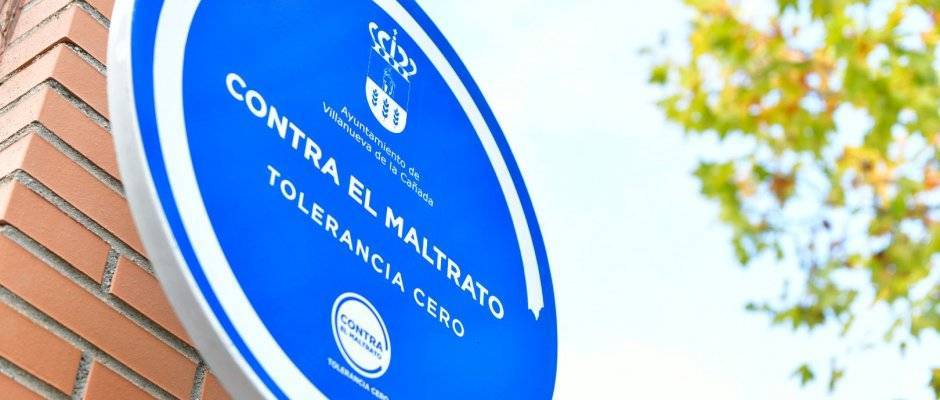 Ayuntamiento de
Villanueva de la Cañada
CONTRA EL MALTRATO
TOLERANCIA CERO
CONTRA
EL MALTRATO
TOLERANCIA CERO